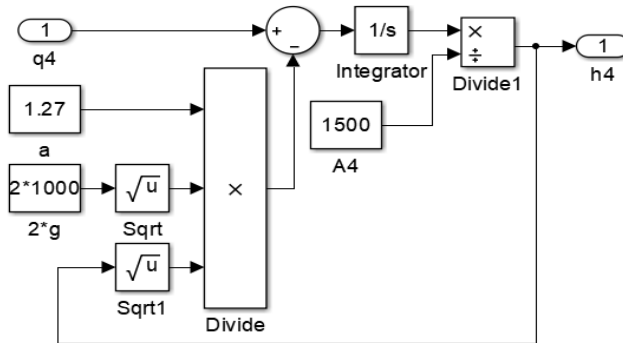 1
q4
+
−
1/s
Integrator
×
÷
Divide1
1
h4
1.27
a
1500
A4
2*1000
2*g
√u
Sqrt
×
√u
Sqrt1
Divide